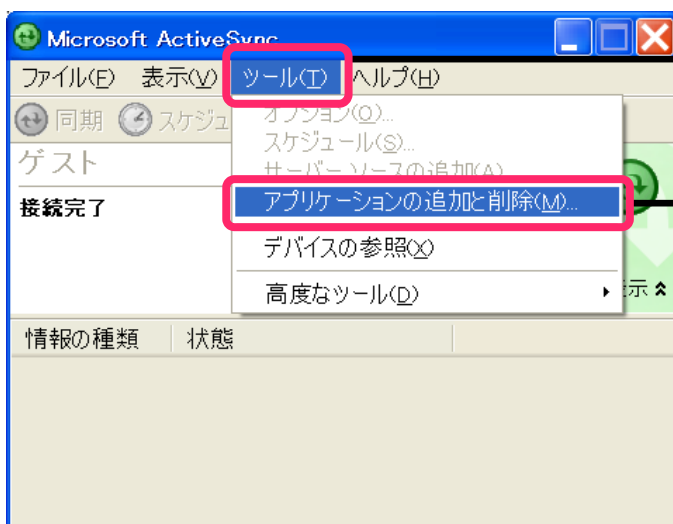 Microsoft ActiveSync
ファイル(F) 表示(V) ツール(T) ヘルプ(H)
同期 スケジュ
オプション(O)...
スケジュール(S)...
サーバー ソースの追加(A)
ゲスト
アプリケーションの追加と削除(M)...
接続完了
デバイスの参照(X)
高度なツール(D)
示
情報の種類 状態